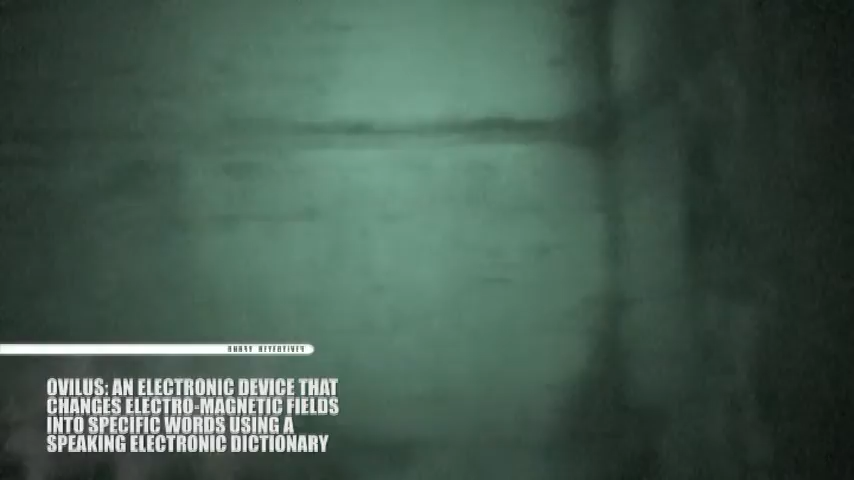 OVILUS: AN ELECTRONIC DEVICE THAT
CHANGES ELECTRO-MAGNETIC FIELDS
INTO SPECIFIC WORDS USING A
SPEAKING ELECTRONIC DICTIONARY